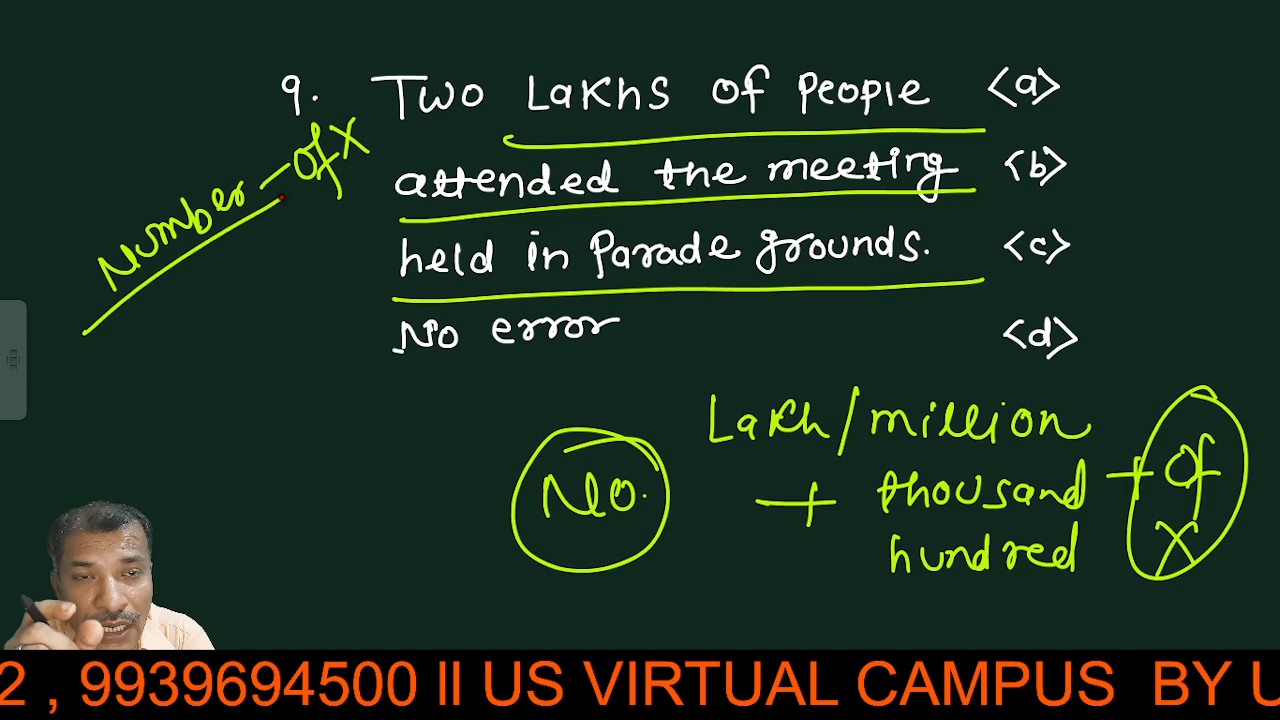 9. Two Lakhs of People <a>
attended the meeting <b>
held in Parade grounds. <c>
No error <d>
Number - of X
No. + Lakh/million
thousand
hundred + of X
2 , 9939694500 II US VIRTUAL CAMPUS BY U